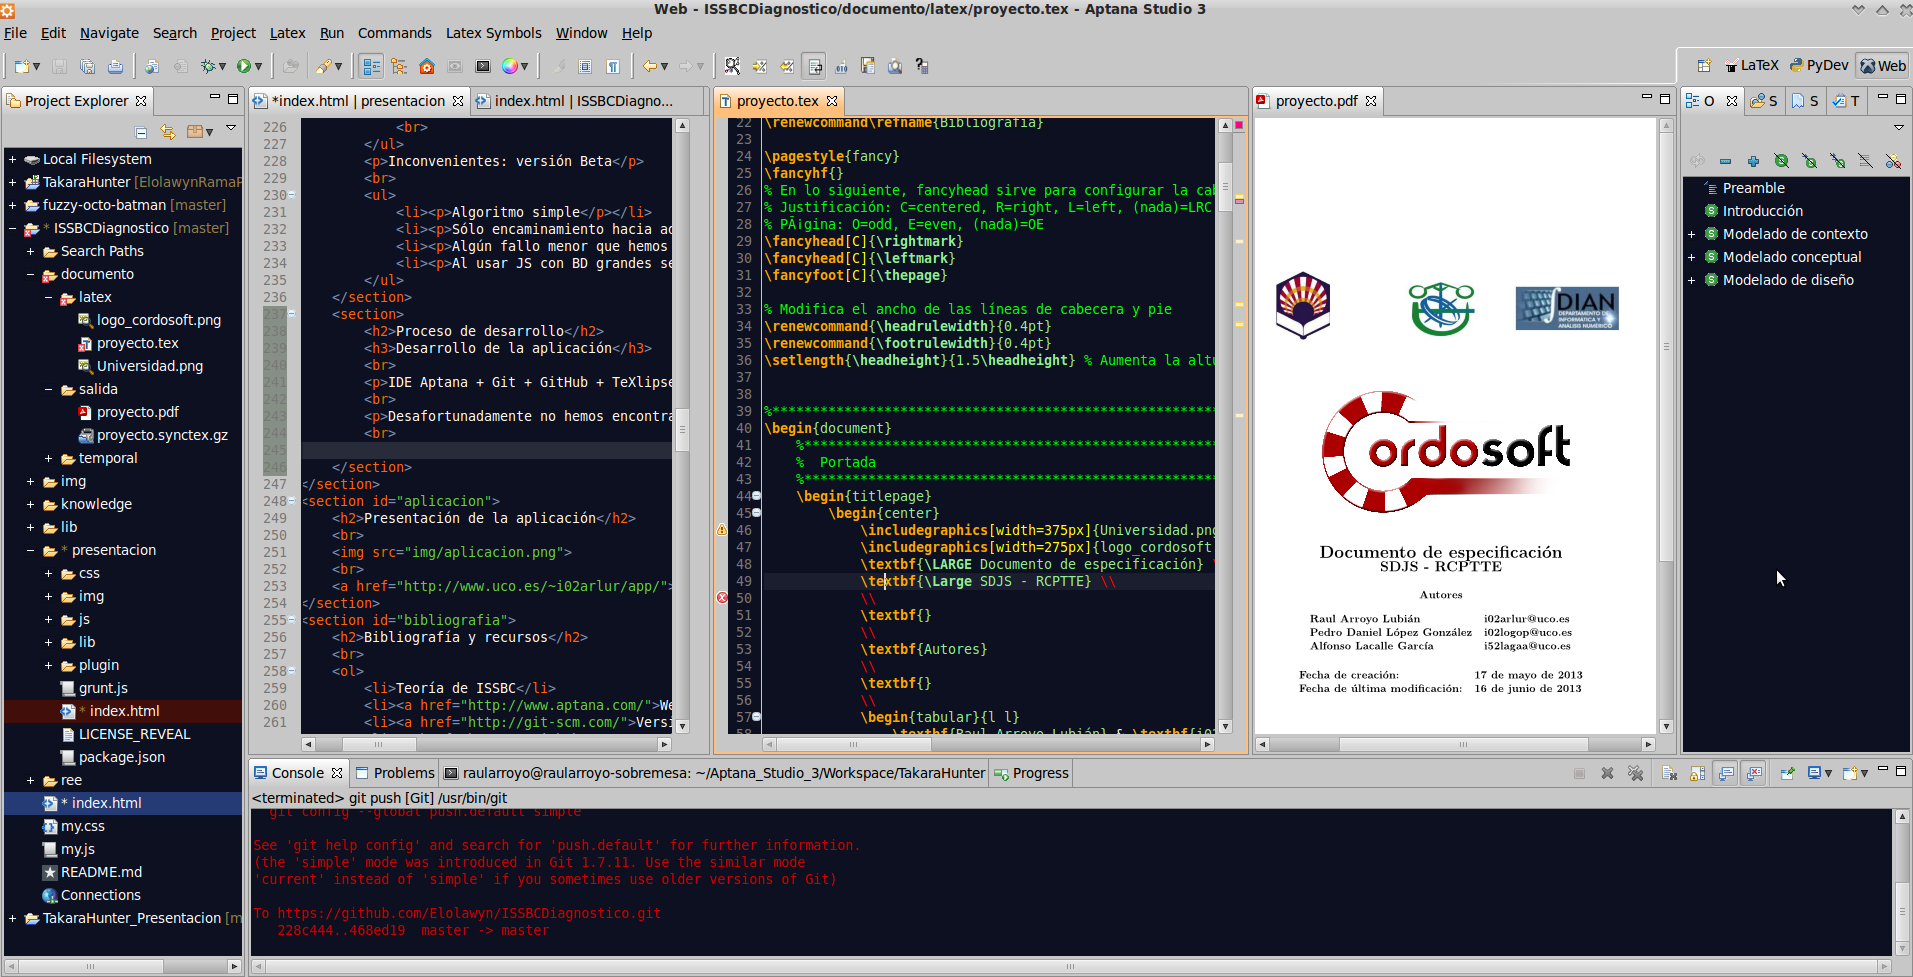 Web - ISSBCDiagnostico/documento/latex/proyecto.tex - Aptana Studio 3
File Edit Navigate Search Project Latex Run Commands Latex Symbols Window Help
LaTeX PyDev Web
Project Explorer
Local Filesystem
TakaraHunter [ElolawynRamaP
fuzzy-octo-batman [master]
* ISSBCDiagnostico [master]
Search Paths
documento
latex
logo_cordosoft.png
proyecto.tex
Universidad.png
salida
proyecto.pdf
proyecto.synctex.gz
temporal
img
knowledge
lib
* presentacion
css
img
js
lib
plugin
grunt.js
* index.html
LICENSE_REVEAL
package.json
ree
* index.html
my.css
my.js
README.md
Connections
TakaraHunter_Presentacion [m
*index.html | presentacion
index.html | ISSBCDiagno...
226 <br>
227 </ul>
228 <p>Inconvenientes: versión Beta</p>
229 <br>
230 <ul>
231 <li><p>Algoritmo simple</p></li>
232 <li><p>Sólo encaminamiento hacia ad
233 <li><p>Algún fallo menor que hemos
234 <li><p>Al usar JS con BD grandes se
235 </ul>
236 </section>
237 <section>
238 <h2>Proceso de desarrollo</h2>
239 <h3>Desarrollo de la aplicación</h3>
240 <br>
241 <p>IDE Aptana + Git + GitHub + TeXlipse
242 <br>
243 <p>Desafortunadamente no hemos encontra
244 <br>
245
246 </section>
247 </section>
248 <section id="aplicacion">
249 <h2>Presentación de la aplicación</h2>
250 <br>
251 <img src="img/aplicacion.png">
252 <br>
253 <a href="http://www.uco.es/~i02arlur/app/">
254 </section>
255 <section id="bibliografia">
256 <h2>Bibliografía y recursos</h2>
257 <br>
258 <ol>
259 <li>Teoría de ISSBC</li>
260 <li><a href="http://www.aptana.com/">We
261 <li><a href="http://git-scm.com/">Versi
proyecto.tex
22 \renewcommand\refname{Bibliografía}
23
24 \pagestyle{fancy}
25 \fancyhf{}
26 % En lo siguiente, fancyhead sirve para configurar la cab
27 % Justificación: C=centered, R=right, L=left, (nada)=LRC
28 % PÃ¡gina: O=odd, E=even, (nada)=OE
29 \fancyhead[C]{\rightmark}
30 \fancyhead[C]{\leftmark}
31 \fancyfoot[C]{\thepage}
32
33 % Modifica el ancho de las líneas de cabecera y pie
34 \renewcommand{\headrulewidth}{0.4pt}
35 \renewcommand{\footrulewidth}{0.4pt}
36 \setlength{\headheight}{1.5\headheight} % Aumenta la altu
37
38
39 %*******************************************************
40 \begin{document}
41 %***************************************************
42 % Portada
43 %***************************************************
44 \begin{titlepage}
45 \begin{center}
46 \includegraphics[width=375px]{Universidad.png
47 \includegraphics[width=275px]{logo_cordosoft
48 \textbf{\LARGE Documento de especificación} \
49 \textbf{\Large SDJS - RCPTTE} \\
50 \\
51 \textbf{}
52 \\
53 \textbf{Autores}
54 \\
55 \textbf{}
56 \\
57 \begin{tabular}{l l}
58 \textbf{Raul Arroyo Lubián} & \textbf{i02
proyecto.pdf
DIAN
DEPARTAMENTO DE
INFORMÁTICA Y
ANÁLISIS NUMÉRICO
ordosoft
Documento de especificación
SDJS - RCPTTE
Autores
Raul Arroyo Lubián i02arlur@uco.es
Pedro Daniel López González i02logop@uco.es
Alfonso Lacalle García i52lagaa@uco.es
Fecha de creación: 17 de mayo de 2013
Fecha de última modificación: 16 de junio de 2013
O S S T
Preamble
Introducción
Modelado de contexto
Modelado conceptual
Modelado de diseño
Console Problems raularroyo@raularroyo-sobremesa: ~/Aptana_Studio_3/Workspace/TakaraHunter Progress
<terminated> git push [Git] /usr/bin/git
git config --global push.default simple
See 'git help config' and search for 'push.default' for further information.
(the 'simple' mode was introduced in Git 1.7.11. Use the similar mode
'current' instead of 'simple' if you sometimes use older versions of Git)
To https://github.com/Elolawyn/ISSBCDiagnostico.git
228c444..468ed19 master -> master